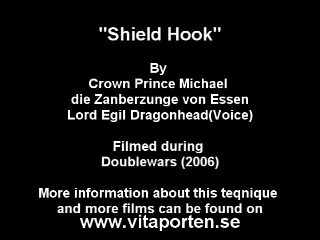 "Shield Hook"
By
Crown Prince Michael
die Zanberzunge von Essen
Lord Egil Dragonhead(Voice)
Filmed during
Doublewars (2006)
More information about this teqnique
and more films can be found on
www.vitaporten.se